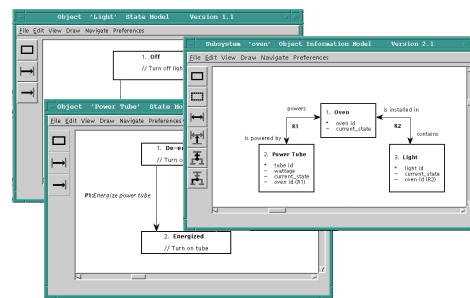 Object 'Light' State Model Version 1.1
File Edit View Draw Navigate Preferences
1. Off
// Turn off ligh
Subsystem 'oven' Object Information Model Version 2.1
File Edit View Draw Navigate Preferences
powers
is installed in
1. Oven
* oven id
– current_state
R1
R2
is powered by
contains
2. Power Tube
* tube id
– wattage
– current_state
– oven id (R1)
3. Light
* light id
– current_state
– oven id (R2)
Object 'Power Tube' State Mo
File Edit View Draw Navigate Preferences
1. De-er
// Turn o
P1:Energize power tube
2. Energized
// Turn on tube